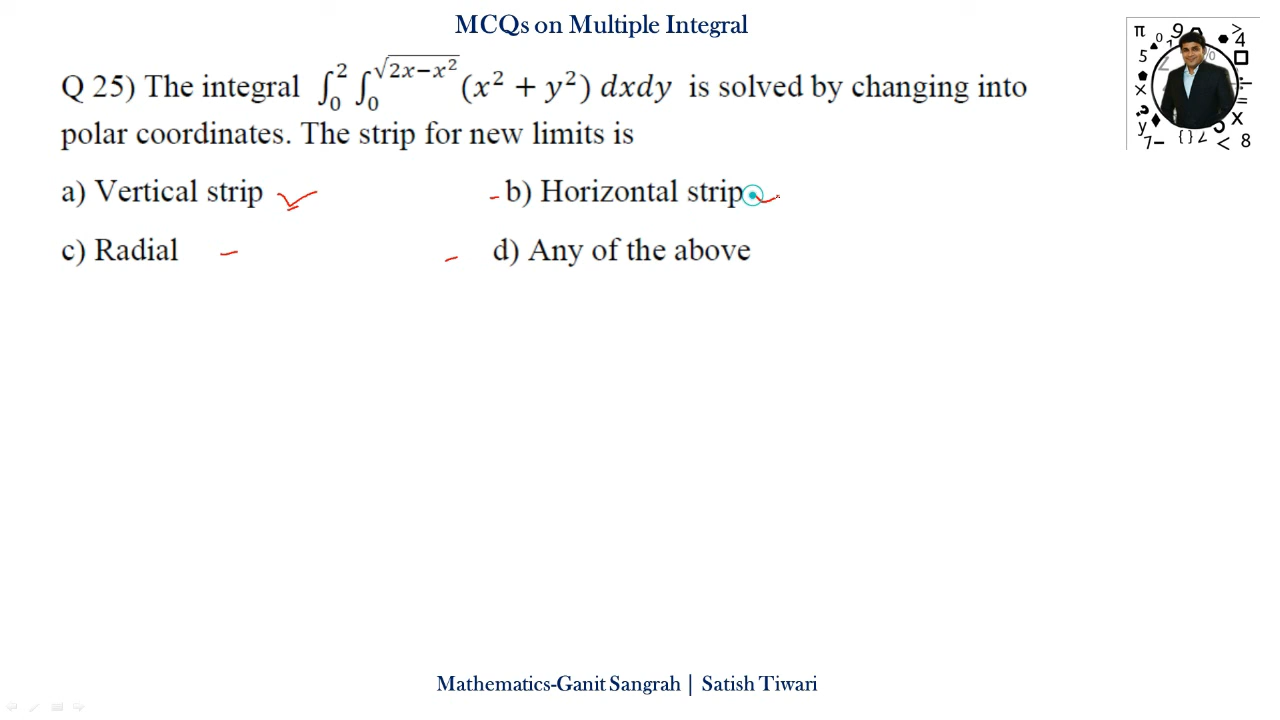 MCQs on Multiple Integral
Q 25) The integral ∫₀² ∫₀^√(2x−x²) (x² + y²) dxdy is solved by changing into
polar coordinates. The strip for new limits is
a) Vertical strip b) Horizontal strip
c) Radial d) Any of the above
Mathematics-Ganit Sangrah | Satish Tiwari